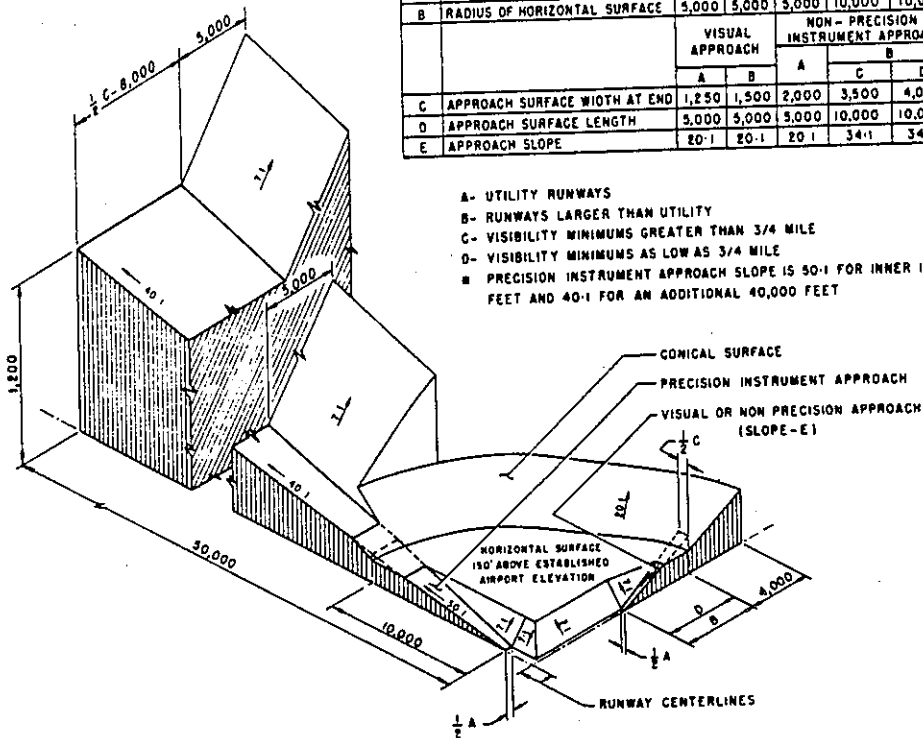 B RADIUS OF HORIZONTAL SURFACE 5,000 5,000 5,000 10,000
VISUAL APPROACH
NON-PRECISION
A B A B
C
C APPROACH SURFACE WIDTH AT END 1,250 1,500 2,000 3,500
D APPROACH SURFACE LENGTH 5,000 5,000 5,000 10,000
E APPROACH SLOPE 20·1 20·1 20 1 34·1
A- UTILITY RUNWAYS
B- RUNWAYS LARGER THAN UTILITY
C- VISIBILITY MINIMUMS GREATER THAN 3/4 MILE
D- VISIBILITY MINIMUMS AS LOW AS 3/4 MILE
■ PRECISION INSTRUMENT APPROACH SLOPE IS 50·1 FOR INNER
FEET AND 40·1 FOR AN ADDITIONAL 40,000 FEET
5,000
1/2 C-8,000
7·1
40·1
5,000
1,200
7·1
40·1
CONICAL SURFACE
PRECISION INSTRUMENT APPROACH
VISUAL OR NON PRECISION APPROACH
(SLOPE-E)
1/2 C
20·1
HORIZONTAL SURFACE
150' ABOVE ESTABLISHED
AIRPORT ELEVATION
50,000
50·1
7·1
7·1
7·1
7·1
10,000
4,000
D
B
1/2 A
RUNWAY CENTERLINES
1/2 A